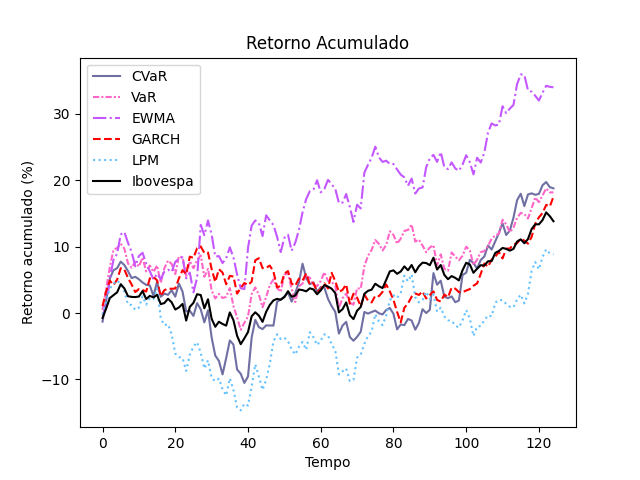 Retorno Acumulado
Retorno acumulado (%)
30
20
10
0
−10
CVaR
VaR
EWMA
GARCH
LPM
Ibovespa
0 20 40 60 80 100 120
Tempo